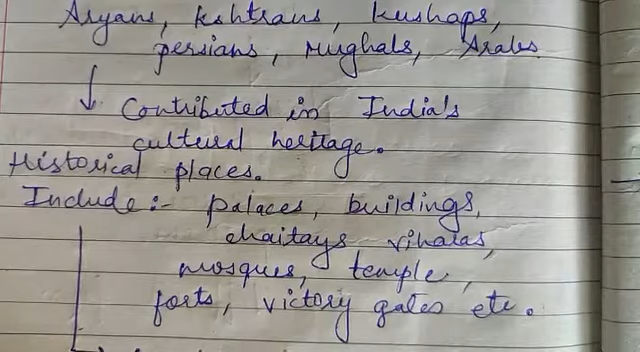 Aryans, kshtraus, kushaps,
persians, mughals, Arabs.
Contributed in India's
cultural heritage.
Historical places.
Include:- palaces, buildings,
chaitays vihalas,
mosques, temple,
forts, victory gates etc.